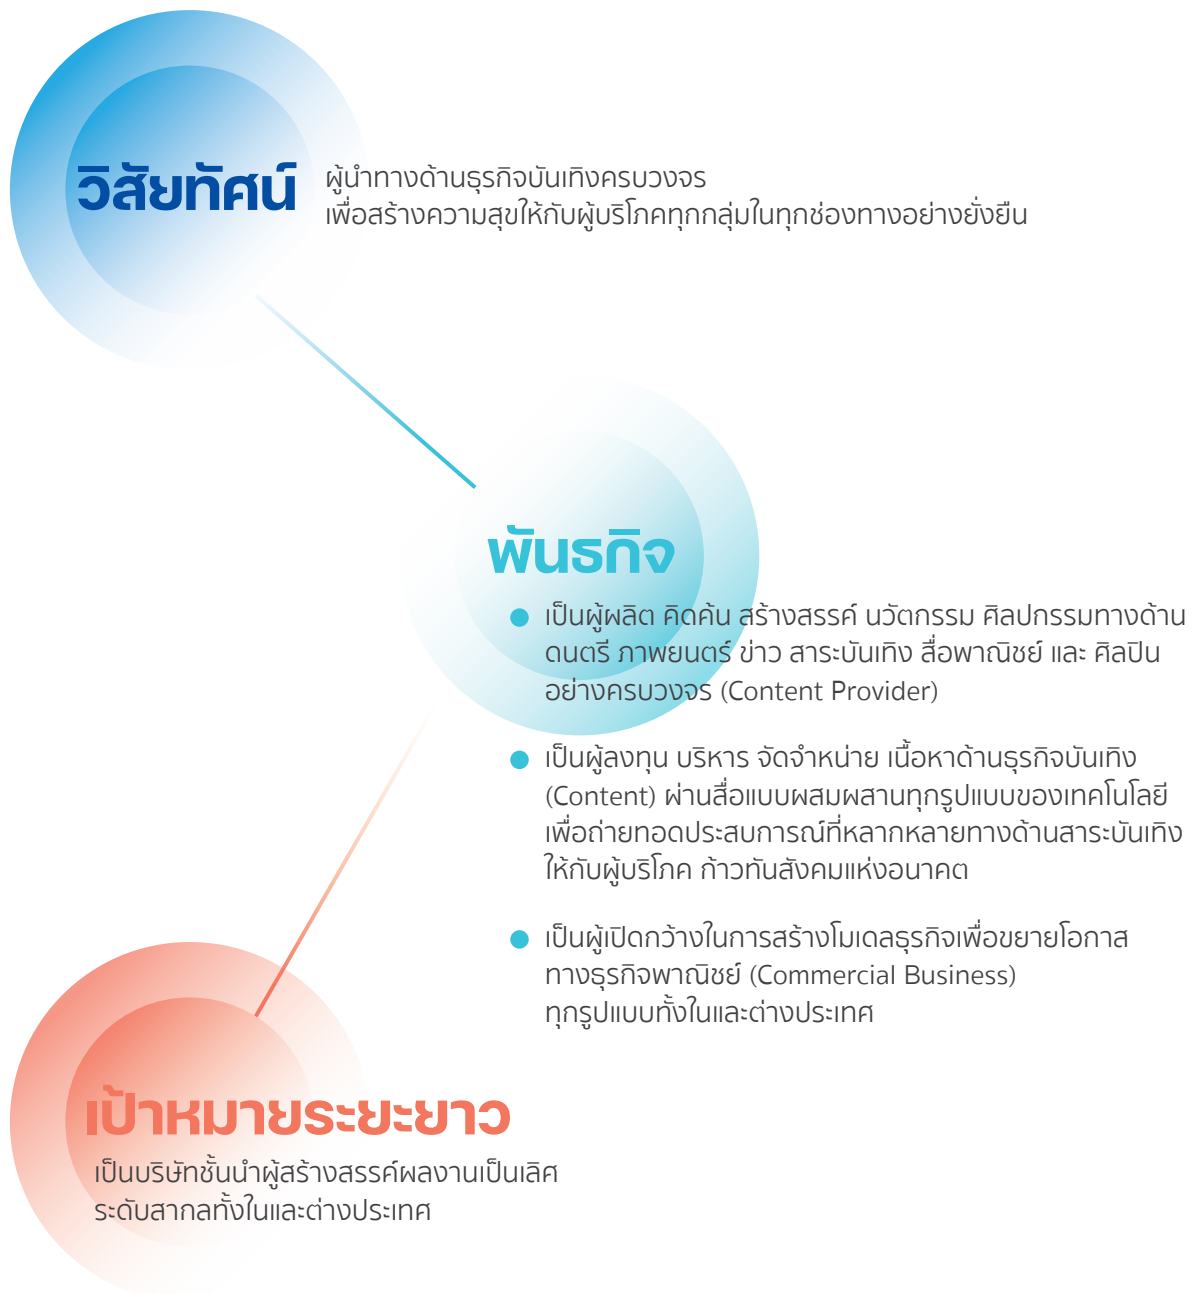 วิสัยทัศน์
ผู้นำทางด้านธุรกิจบันเทิงครบวงจร
เพื่อสร้างความสุขให้กับผู้บริโภคทุกกลุ่มในทุกช่องทางอย่างยั่งยืน
พันธกิจ
เป็นผู้ผลิต คิดค้น สร้างสรรค์ นวัตกรรม ศิลปกรรมทางด้าน
ดนตรี ภาพยนตร์ ข่าว สาระบันเทิง สื่อพาณิชย์ และ ศิลปิน
อย่างครบวงจร (Content Provider)
เป็นผู้ลงทุน บริหาร จัดจำหน่าย เนื้อหาด้านธุรกิจบันเทิง
(Content) ผ่านสื่อแบบผสมผสานทุกรูปแบบของเทคโนโลยี
เพื่อถ่ายทอดประสบการณ์ที่หลากหลายทางด้านสาระบันเทิง
ให้กับผู้บริโภค ก้าวทันสังคมแห่งอนาคต
เป็นผู้เปิดกว้างในการสร้างโมเดลธุรกิจเพื่อขยายโอกาส
ทางธุรกิจพาณิชย์ (Commercial Business)
ทุกรูปแบบทั้งในและต่างประเทศ
เป้าหมายระยะยาว
เป็นบริษัทชั้นนำผู้สร้างสรรค์ผลงานเป็นเลิศ
ระดับสากลทั้งในและต่างประเทศ